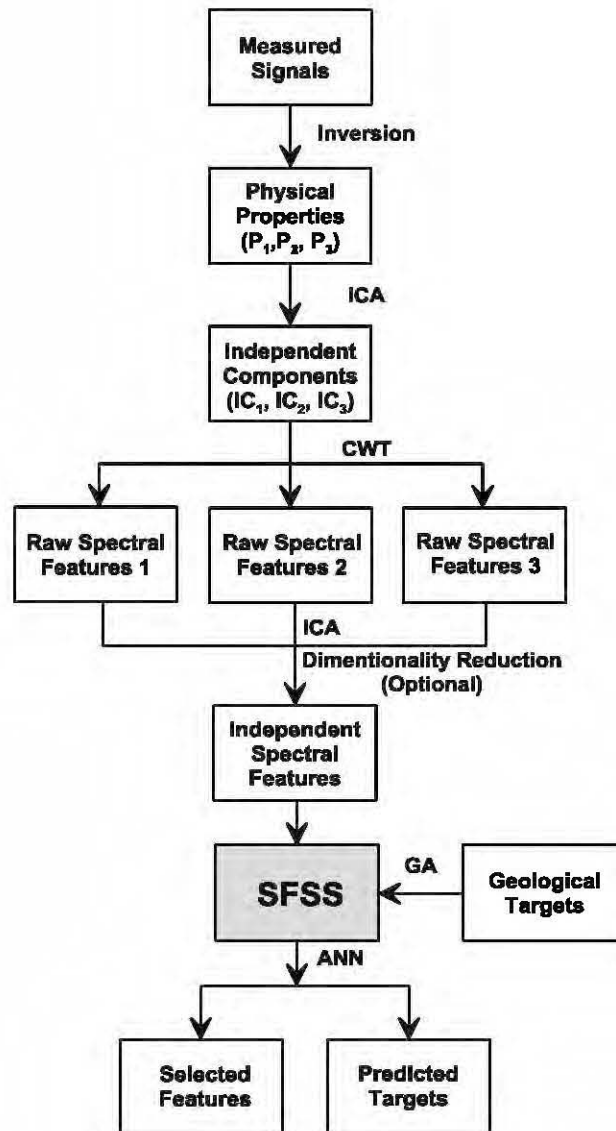 Measured
Signals
Inversion
Physical
Properties
(P₁,P₂, P₃)
ICA
Independent
Components
(IC₁, IC₂, IC₃)
CWT
Raw Spectral
Features 1
Raw Spectral
Features 2
Raw Spectral
Features 3
ICA
Dimentionality Reduction
(Optional)
Independent
Spectral
Features
SFSS
GA
Geological
Targets
ANN
Selected
Features
Predicted
Targets